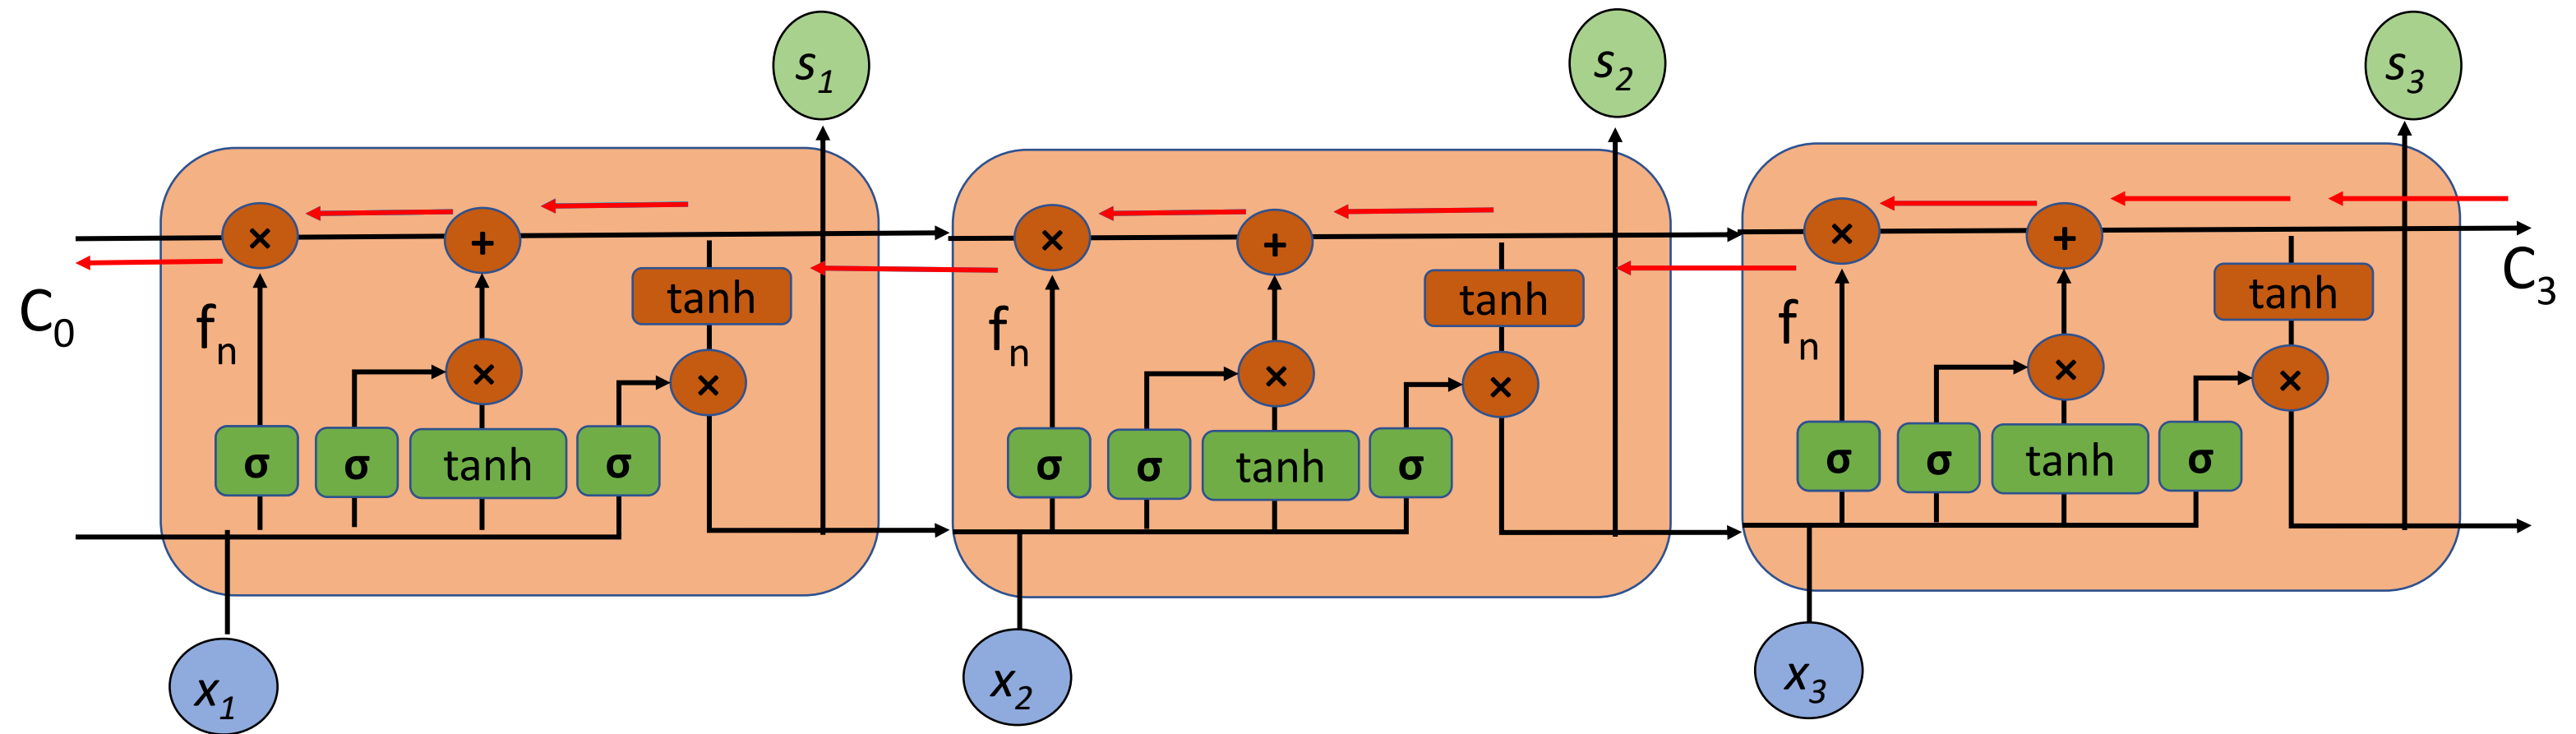 s1 s2 s3
× + × + × +
C0 fn tanh fn tanh fn tanh C3
× × × × × ×
σ σ tanh σ σ σ tanh σ σ σ tanh σ
x1 x2 x3